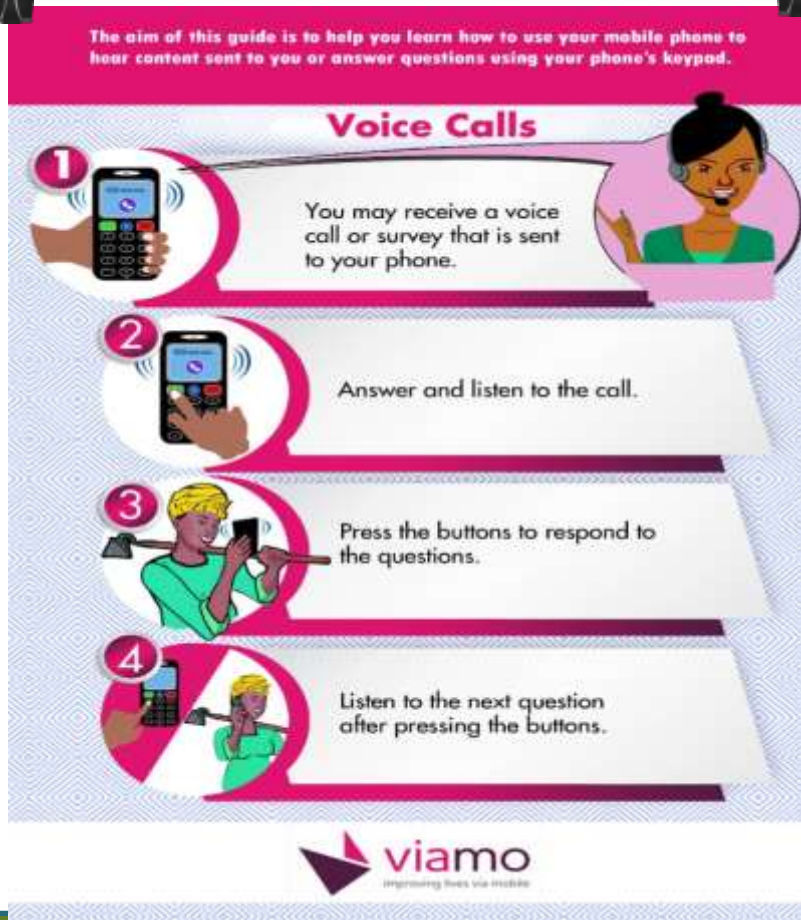 The aim of this guide is to help you learn how to use your mobile phone to
hear content sent to you or answer questions using your phone's keypad.
Voice Calls
1
You may receive a voice
call or survey that is sent
to your phone.
2
Answer and listen to the call.
3
Press the buttons to respond to
the questions.
4
Listen to the next question
after pressing the buttons.
viamo
improving lives via mobile